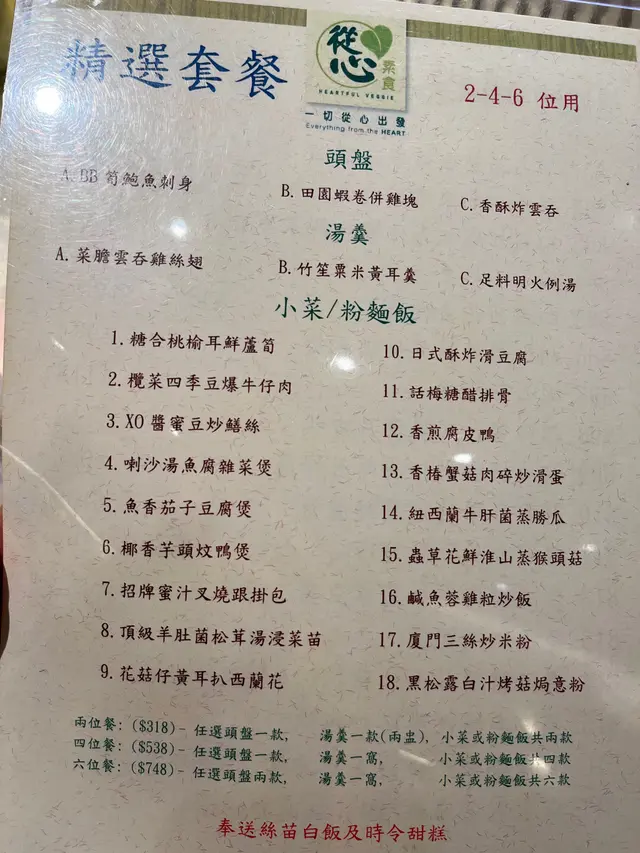 精選套餐
從心
素食
HEARTFUL VEGGIE
一切從心出發
Everything from the HEART
2-4-6 位用
頭盤
A. BB 筍鮑魚刺身
B. 田園蝦卷併雞塊
C. 香酥炸雲吞
湯羹
A. 菜膽雲吞雞絲翅
B. 竹笙粟米黃耳羹
C. 足料明火例湯
小菜/粉麵飯
1. 糖合桃榆耳鮮蘆筍
2. 欖菜四季豆爆牛仔肉
3. XO 醬蜜豆炒鱔絲
4. 喇沙湯魚腐雜菜煲
5. 魚香茄子豆腐煲
6. 椰香芋頭炆鴨煲
7. 招牌蜜汁叉燒跟掛包
8. 頂級羊肚菌松茸湯浸菜苗
9. 花菇仔黃耳扒西蘭花
10. 日式酥炸滑豆腐
11. 話梅糖醋排骨
12. 香煎腐皮鴨
13. 香椿蟹菇肉碎炒滑蛋
14. 紐西蘭牛肝菌蒸勝瓜
15. 蟲草花鮮淮山蒸猴頭菇
16. 鹹魚蓉雞粒炒飯
17. 廈門三絲炒米粉
18. 黑松露白汁烤菇焗意粉
兩位餐: ($318)- 任選頭盤一款, 湯羹一款(兩盅), 小菜或粉麵飯共兩款
四位餐: ($538)- 任選頭盤一款, 湯羹一窩, 小菜或粉麵飯共四款
六位餐: ($748)- 任選頭盤兩款, 湯羹一窩, 小菜或粉麵飯共六款
奉送絲苗白飯及時令甜糕